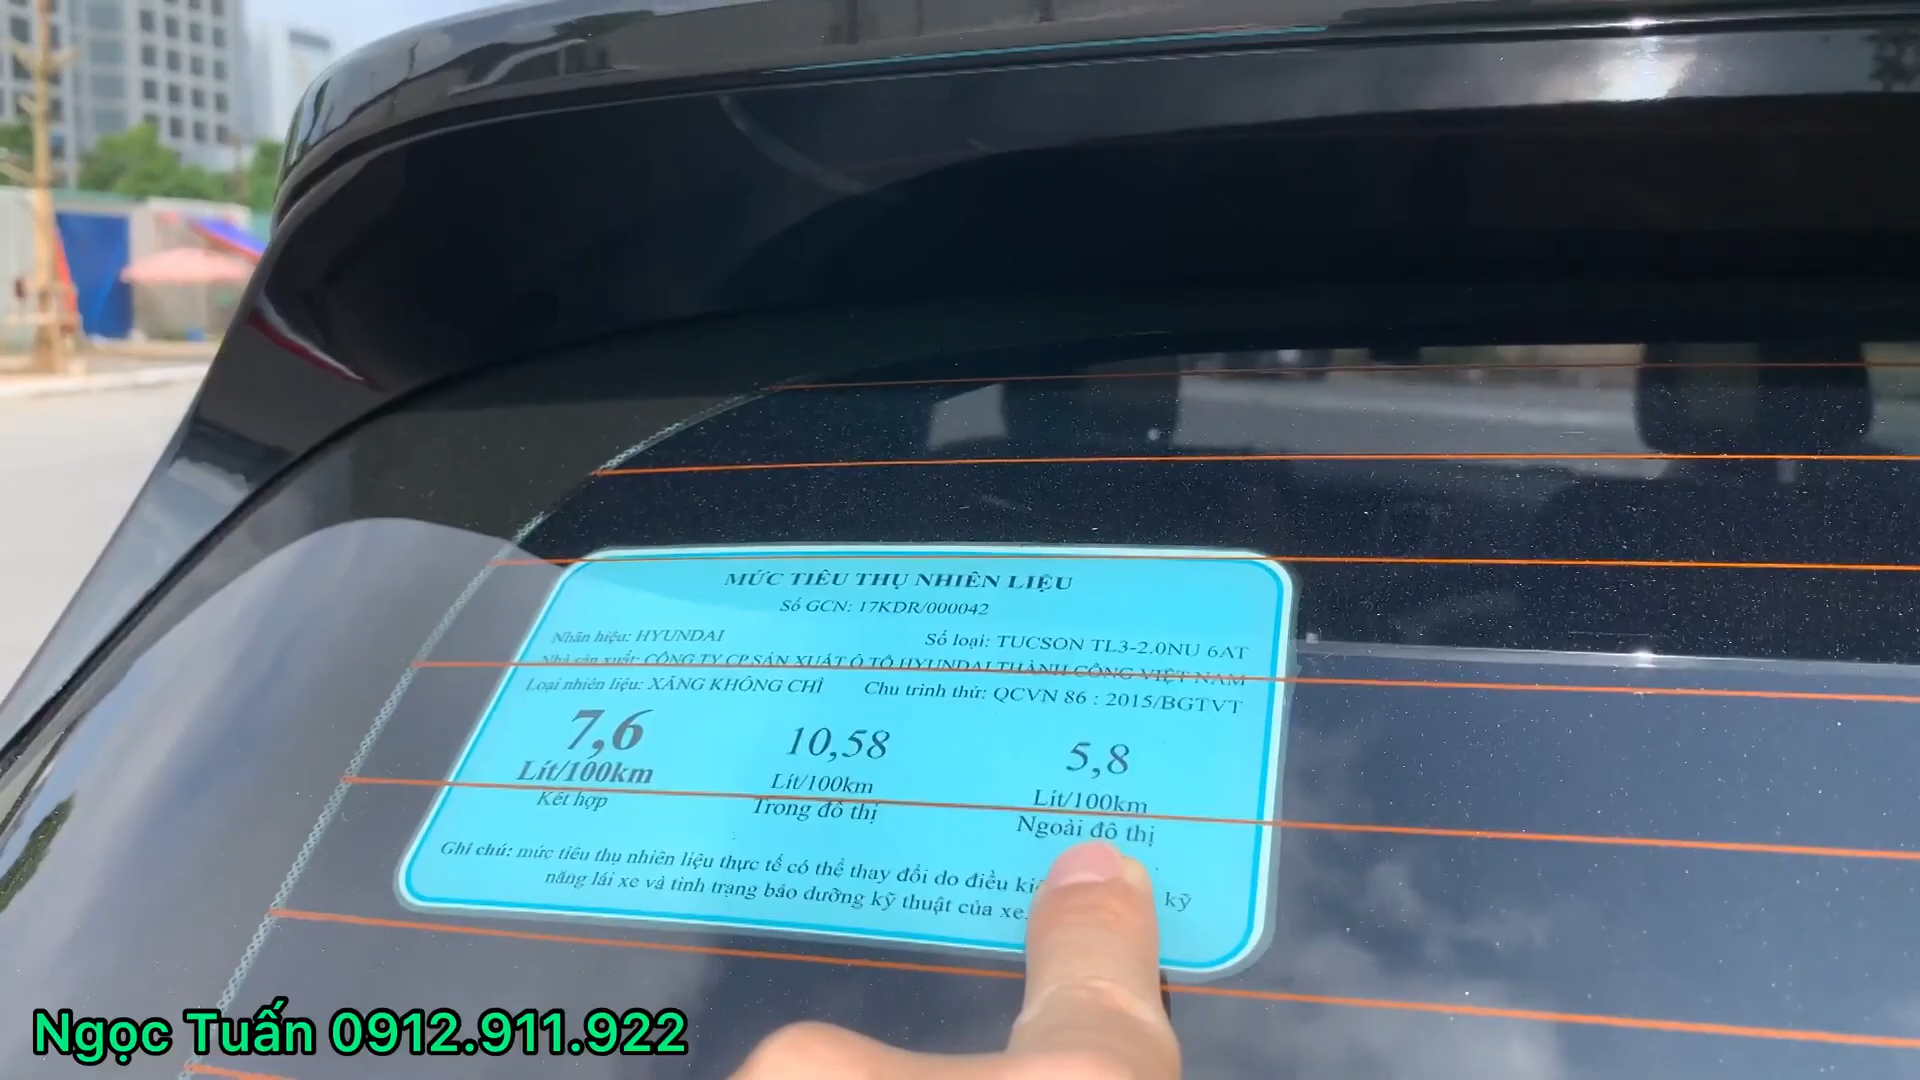 MỨC TIÊU THỤ NHIÊN LIỆU
Số GCN: 17KDR/000042
Nhãn hiệu: HYUNDAI Số loại: TUCSON TL3-2.0NU 6AT
Nhà sản xuất: CÔNG TY CP SẢN XUẤT Ô TÔ HYUNDAI THÀNH CÔNG VIỆT NAM
Loại nhiên liệu: XĂNG KHÔNG CHÌ Chu trình thử: QCVN 86 : 2015/BGTVT
7,6 10,58 5,8
Lít/100km Lít/100km Lít/100km
Kết hợp Trong đô thị Ngoài đô thị
Ghi chú: mức tiêu thụ nhiên liệu thực tế có thể thay đổi do điều kỹ
năng lái xe và tình trạng bảo dưỡng kỹ thuật của xe.
Ngọc Tuấn 0912.911.922